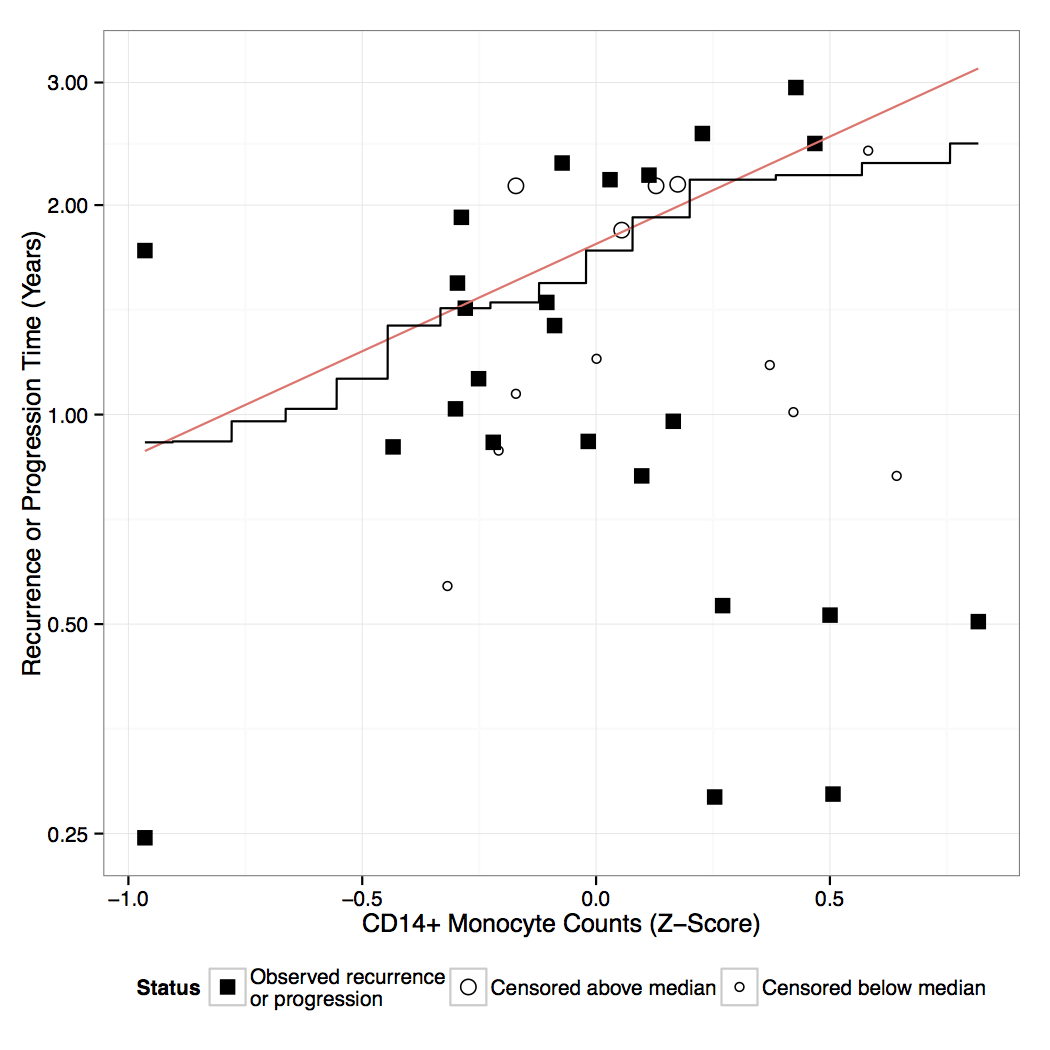 Recurrence or Progression Time (Years)
3.00
2.00
1.00
0.50
0.25
−1.0
−0.5
0.0
0.5
CD14+ Monocyte Counts (Z−Score)
Status
Observed recurrence
or progression
Censored above median
Censored below median